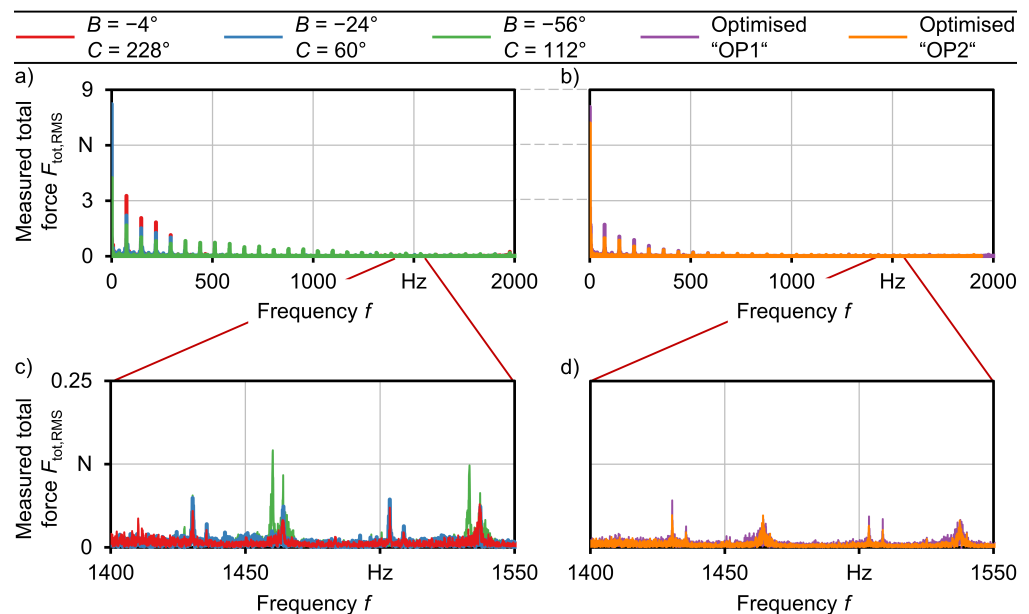 B = −4°
C = 228°
B = −24°
C = 60°
B = −56°
C = 112°
Optimised
“OP1“
Optimised
“OP2“
a)
Measured total
force Ftot,RMS
9
N
3
0
0
500
1000
Hz
2000
Frequency f
b)
0
500
1000
Hz
2000
Frequency f
c)
Measured total
force Ftot,RMS
0.25
N
0
1400
1450
Hz
1550
Frequency f
d)
1400
1450
Hz
1550
Frequency f